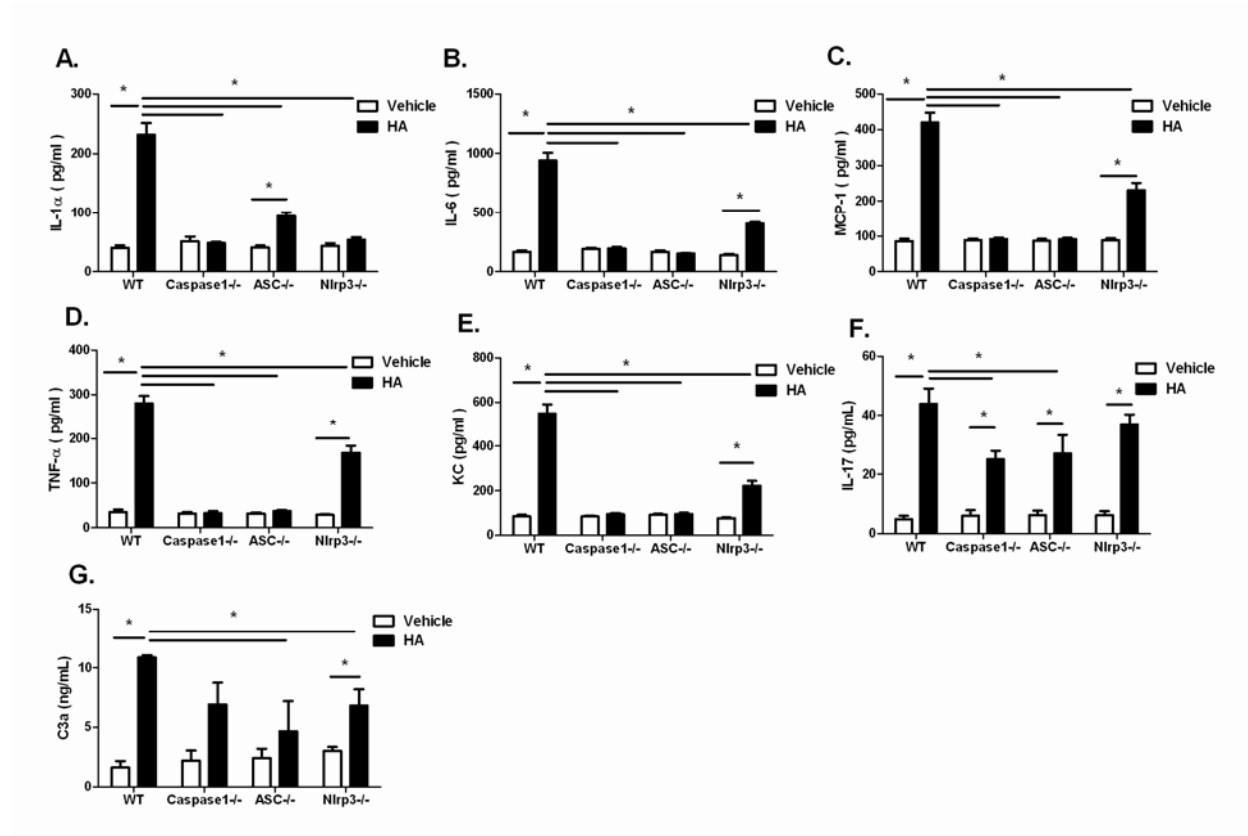 A.
*
*
300
Vehicle
HA
200
IL-1α ( pg/ml )
*
100
0
WT Caspase1-/- ASC-/- Nlrp3-/-
B.
1500
Vehicle
*
*
HA
1000
IL-6 ( pg/ml )
*
500
0
WT Caspase1-/- ASC-/- Nlrp3-/-
C.
*
*
500
Vehicle
HA
400
MCP-1 ( pg/ml )
*
300
200
100
0
WT Caspase1-/- ASC-/- Nlrp3-/-
D.
400
*
*
Vehicle
HA
300
TNF-α ( pg/ml )
*
200
100
0
WT Caspase1-/- ASC-/- Nlrp3-/-
E.
800
*
*
Vehicle
HA
600
KC (pg/ml )
*
400
200
0
WT Caspase1-/- ASC-/- Nlrp3-/-
F.
60
*
*
Vehicle
HA
*
*
*
40
IL-17 (pg/mL)
20
0
WT Caspase1-/- ASC-/- Nlrp3-/-
G.
15
*
*
Vehicle
HA
*
10
C3a (ng/mL)
5
0
WT Caspase1-/- ASC-/- Nlrp3-/-